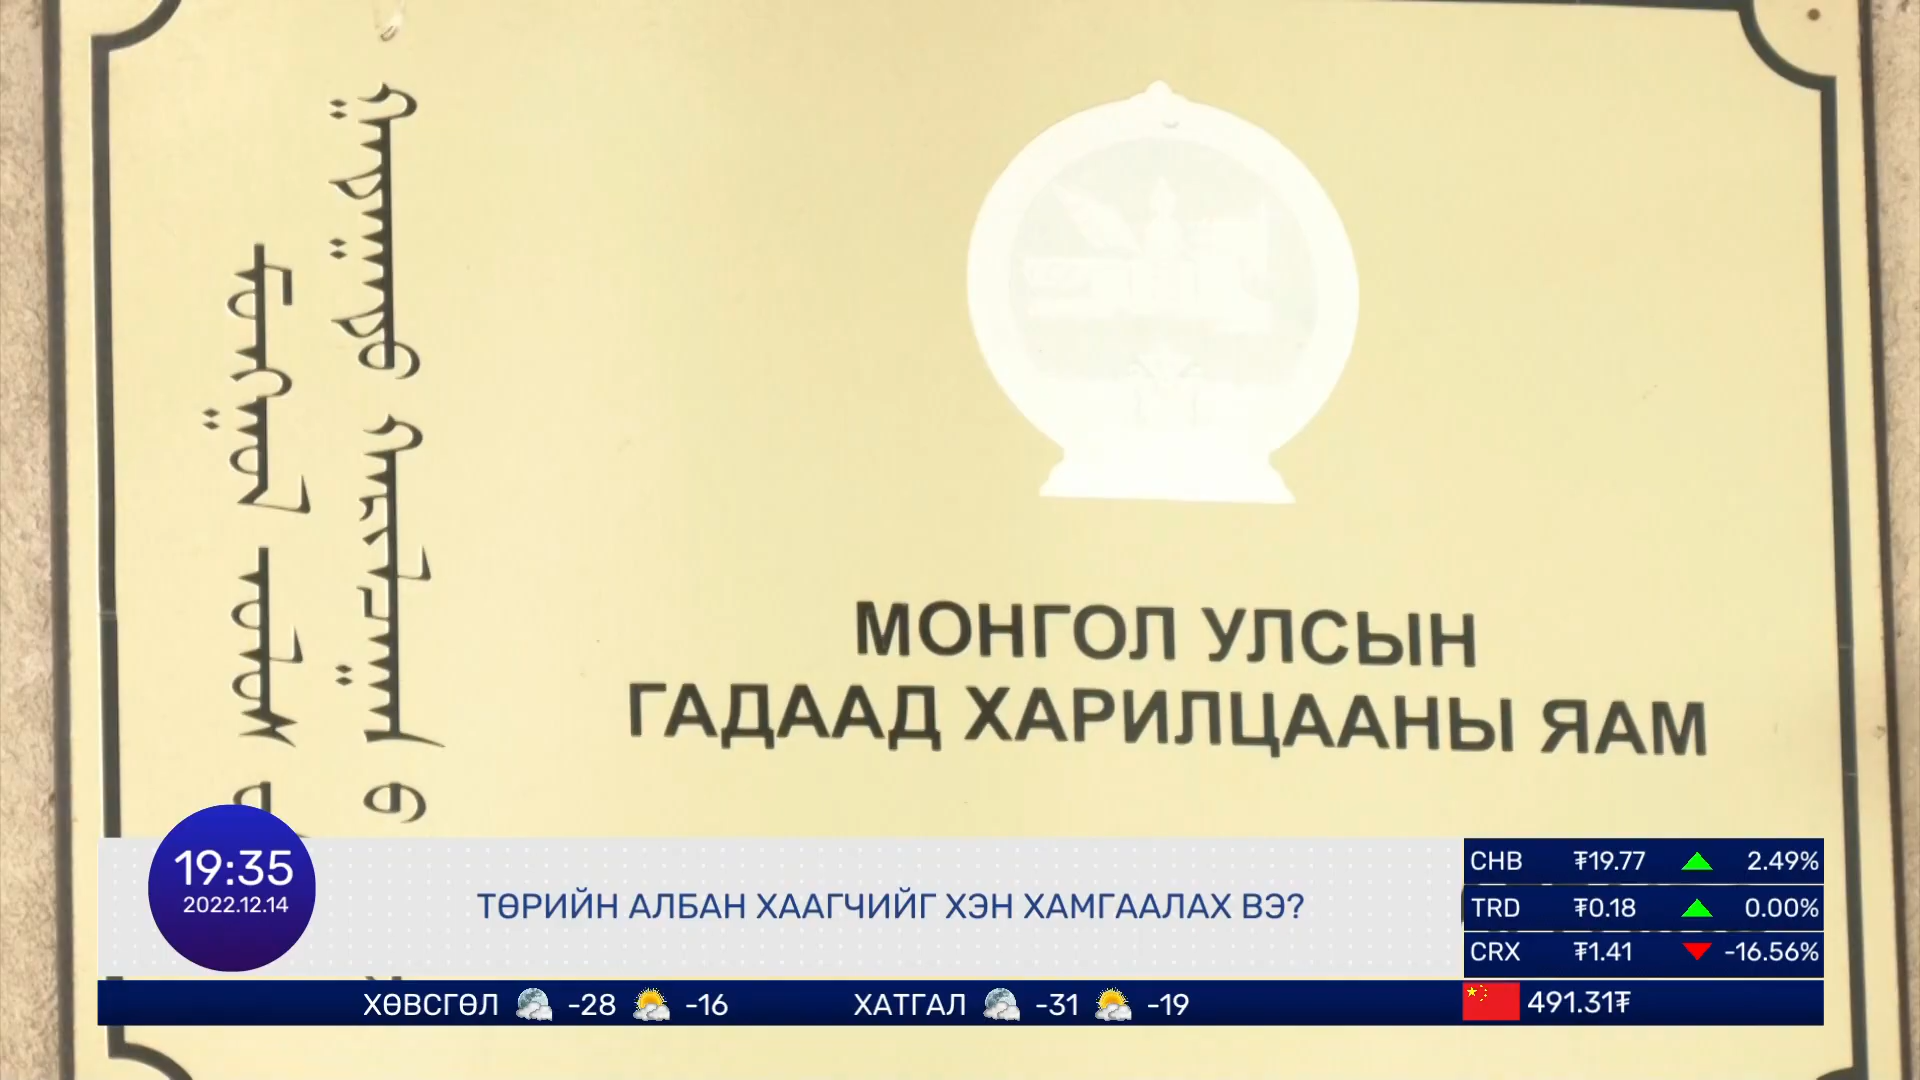 МОНГОЛ УЛСЫН
ГАДААД ХАРИЛЦААНЫ ЯАМ
19:35
2022.12.14
ТӨРИЙН АЛБАН ХААГЧИЙГ ХЭН ХАМГААЛАХ ВЭ?
CHB ₮19.77 2.49%
TRD ₮0.18 0.00%
CRX ₮1.41 -16.56%
ХӨВСГӨЛ -28 -16 ХАТГАЛ -31 -19
491.31₮